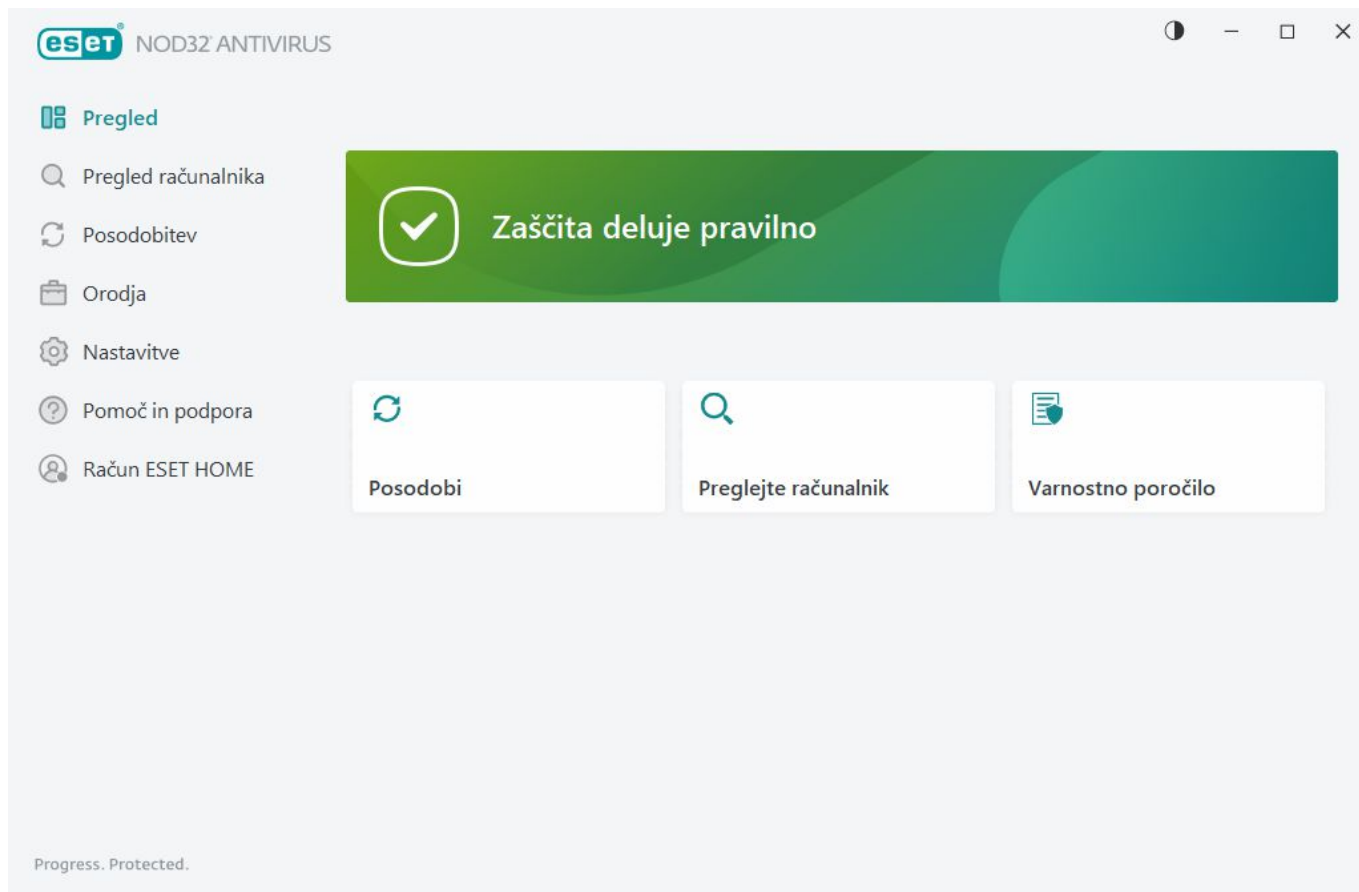 eset® NOD32® ANTIVIRUS
Pregled
Pregled računalnika
Posodobitev
Orodja
Nastavitve
Pomoč in podpora
Račun ESET HOME
Zaščita deluje pravilno
Posodobi
Preglejte računalnik
Varnostno poročilo
Progress. Protected.